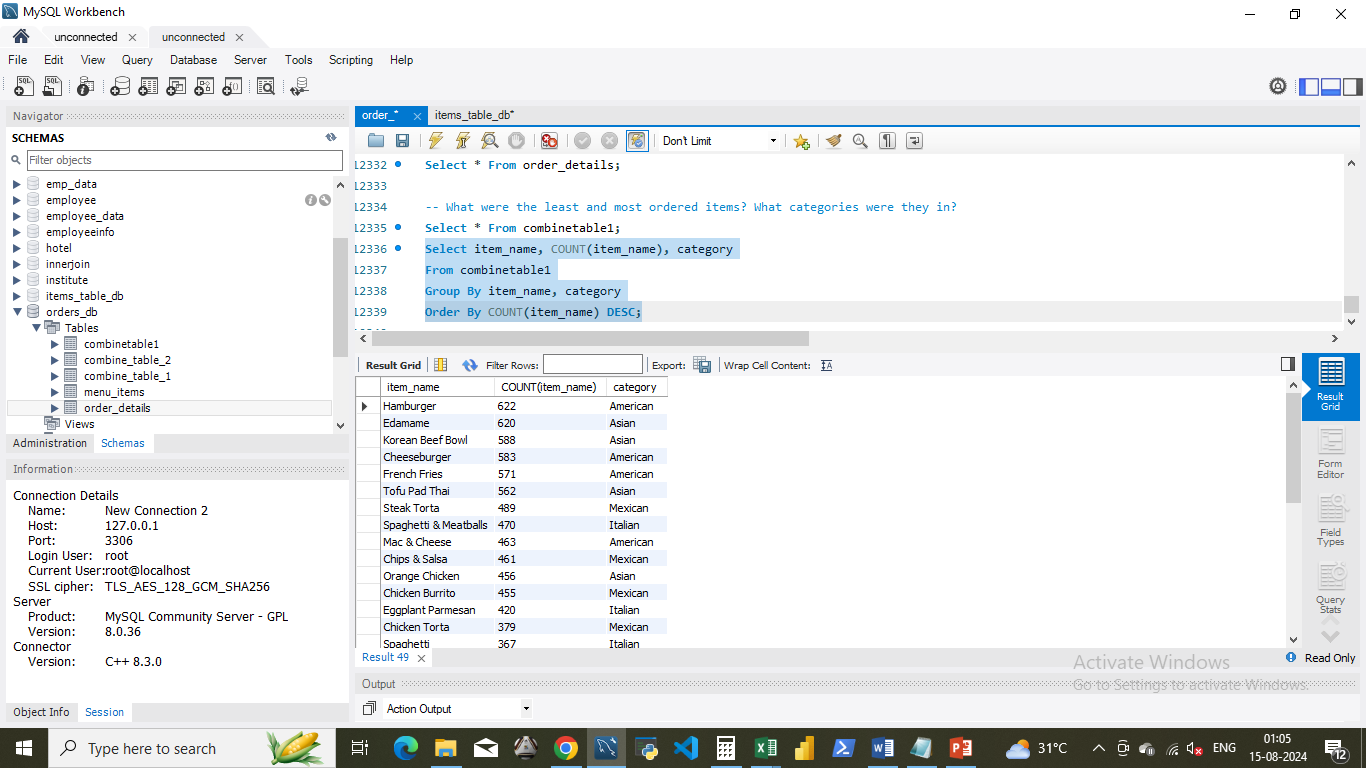 MySQL Workbench
unconnected
unconnected
File Edit View Query Database Server Tools Scripting Help
Navigator
SCHEMAS
Filter objects
emp_data
employee
employee_data
employeeinfo
hotel
innerjoin
institute
items_table_db
orders_db
Tables
combinetable1
combine_table_2
combine_table_1
menu_items
order_details
Views
Administration Schemas
Information
Connection Details
Name: New Connection 2
Host: 127.0.0.1
Port: 3306
Login User: root
Current User:root@localhost
SSL cipher: TLS_AES_128_GCM_SHA256
Server
Product: MySQL Community Server - GPL
Version: 8.0.36
Connector
Version: C++ 8.3.0
Object Info Session
order_* items_table_db*
Don't Limit
12332 Select * From order_details;
12333
12334 -- What were the least and most ordered items? What categories were they in?
12335 Select * From combinetable1;
12336 Select item_name, COUNT(item_name), category
12337 From combinetable1
12338 Group By item_name, category
12339 Order By COUNT(item_name) DESC;
Result Grid Filter Rows: Export: Wrap Cell Content:
item_name COUNT(item_name) category
Hamburger 622 American
Edamame 620 Asian
Korean Beef Bowl 588 Asian
Cheeseburger 583 American
French Fries 571 American
Tofu Pad Thai 562 Asian
Steak Torta 489 Mexican
Spaghetti & Meatballs 470 Italian
Mac & Cheese 463 American
Chips & Salsa 461 Mexican
Orange Chicken 456 Asian
Chicken Burrito 455 Mexican
Eggplant Parmesan 420 Italian
Chicken Torta 379 Mexican
Spaghetti 367 Italian
Result
Grid
Form
Editor
Field
Types
Query
Stats
Result 49
Read Only
Activate Windows
Go to Settings to activate Windows.
Output
Action Output
Type here to search
31°C
ENG
01:05
15-08-2024
12